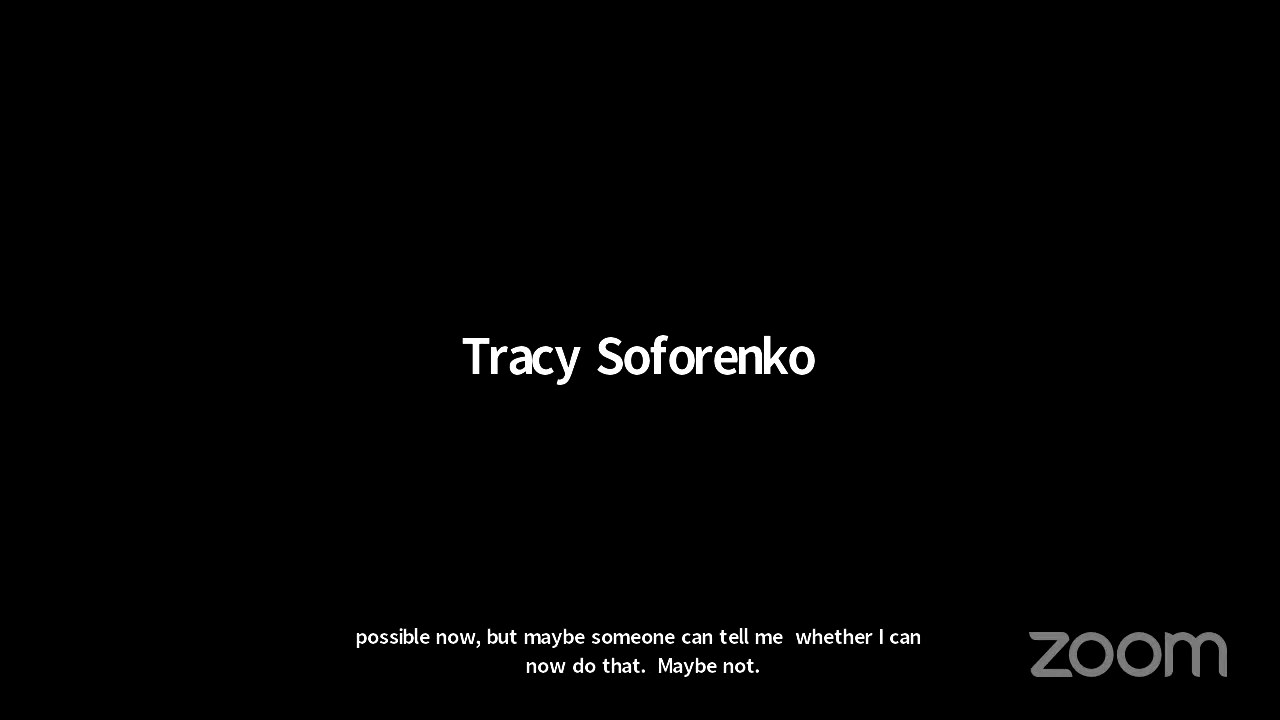 Tracy Soforenko
possible now, but maybe someone can tell me  whether I can
now do that.  Maybe not.
zoom